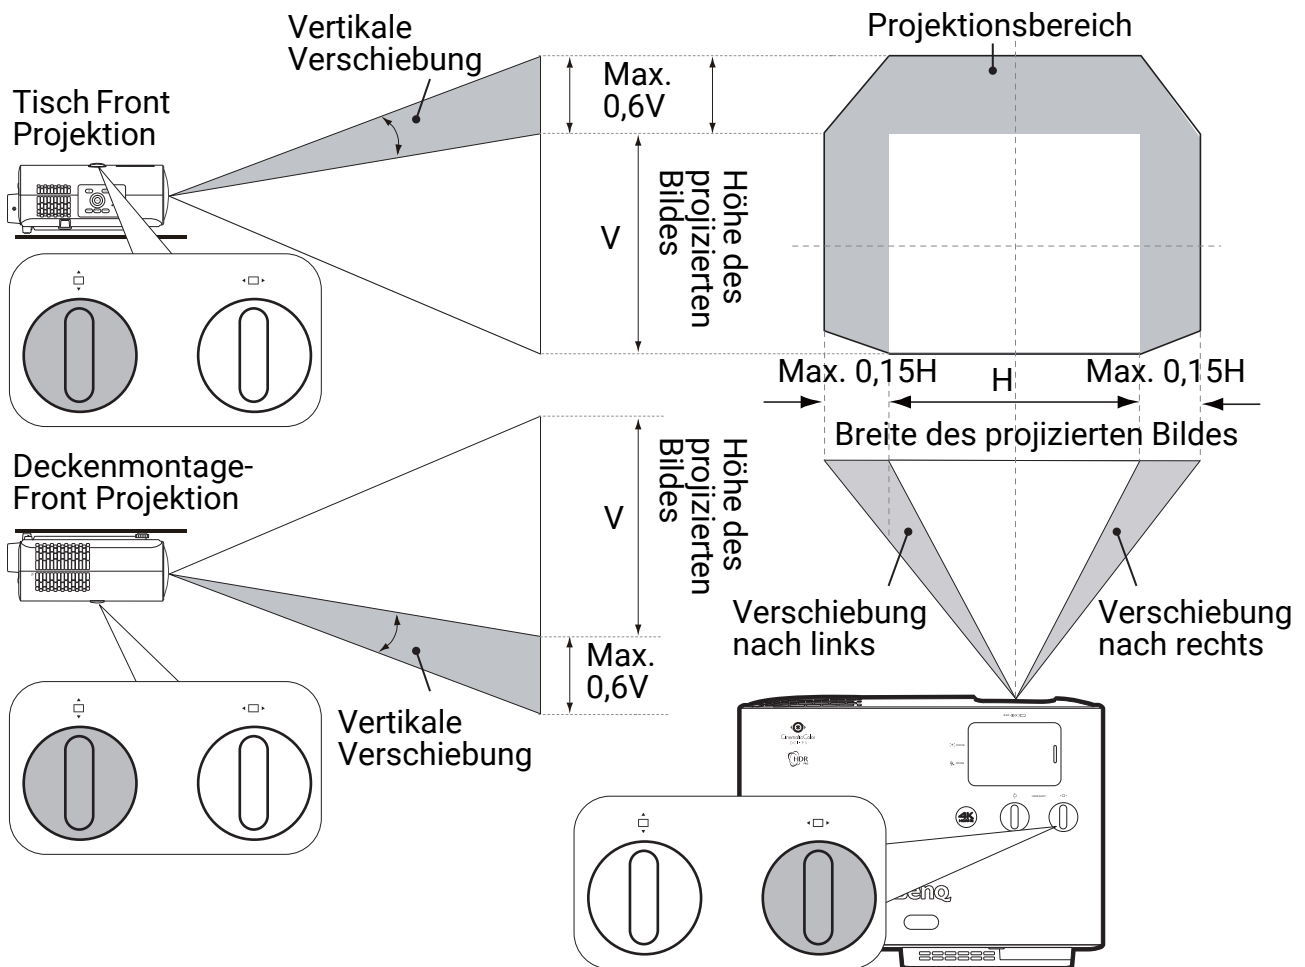 Vertikale
Verschiebung
Projektionsbereich
Max.
0,6V
Tisch Front
Projektion
V
Höhe des
projizierten
Bildes
Max. 0,15H
H
Max. 0,15H
Breite des projizierten Bildes
Deckenmontage-
Front Projektion
V
Höhe des
projizierten
Bildes
Verschiebung
nach links
Verschiebung
nach rechts
Max.
0,6V
Vertikale
Verschiebung
CinematicColor
HDR
4K
BenQ